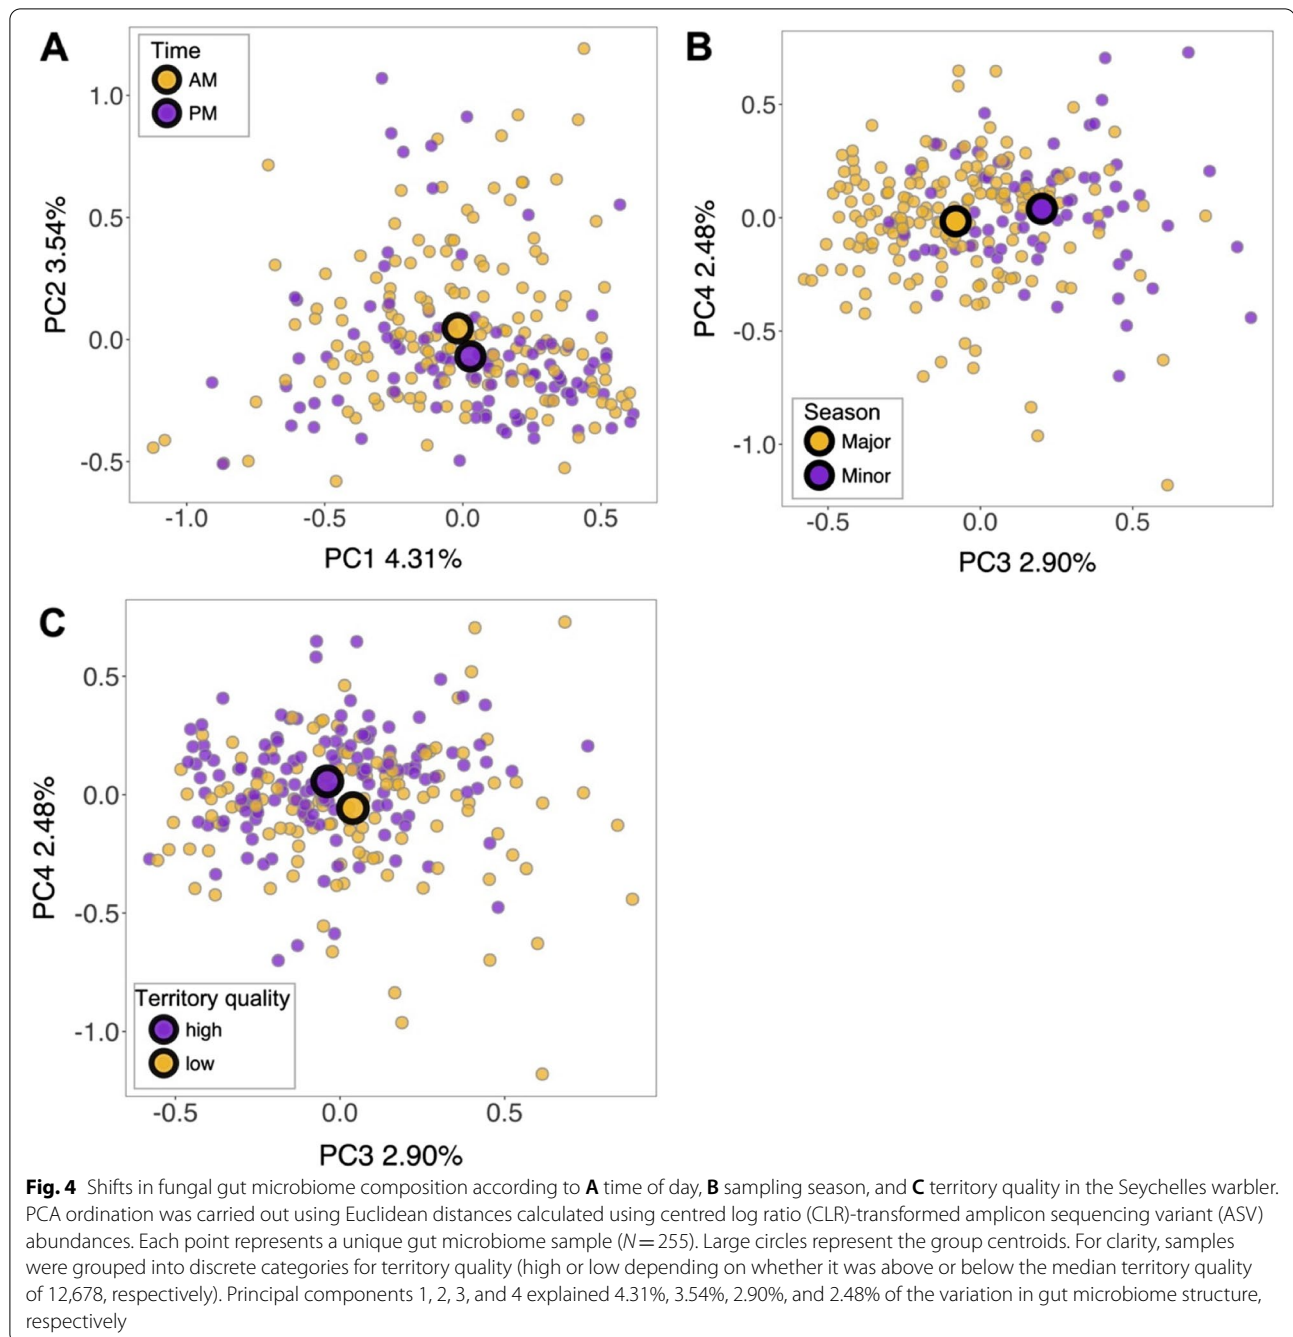 A
Time
AM
PM
1.0
0.5
0.0
-0.5
PC2 3.54%
-1.0 -0.5 0.0 0.5
PC1 4.31%
B
0.5
0.0
-0.5
-1.0
PC4 2.48%
Season
Major
Minor
-0.5 0.0 0.5
PC3 2.90%
C
0.5
0.0
-0.5
-1.0
PC4 2.48%
Territory quality
high
low
-0.5 0.0 0.5
PC3 2.90%
Fig. 4 Shifts in fungal gut microbiome composition according to A time of day, B sampling season, and C territory quality in the Seychelles warbler.
PCA ordination was carried out using Euclidean distances calculated using centred log ratio (CLR)-transformed amplicon sequencing variant (ASV)
abundances. Each point represents a unique gut microbiome sample (N = 255). Large circles represent the group centroids. For clarity, samples
were grouped into discrete categories for territory quality (high or low depending on whether it was above or below the median territory quality
of 12,678, respectively). Principal components 1, 2, 3, and 4 explained 4.31%, 3.54%, 2.90%, and 2.48% of the variation in gut microbiome structure,
respectively